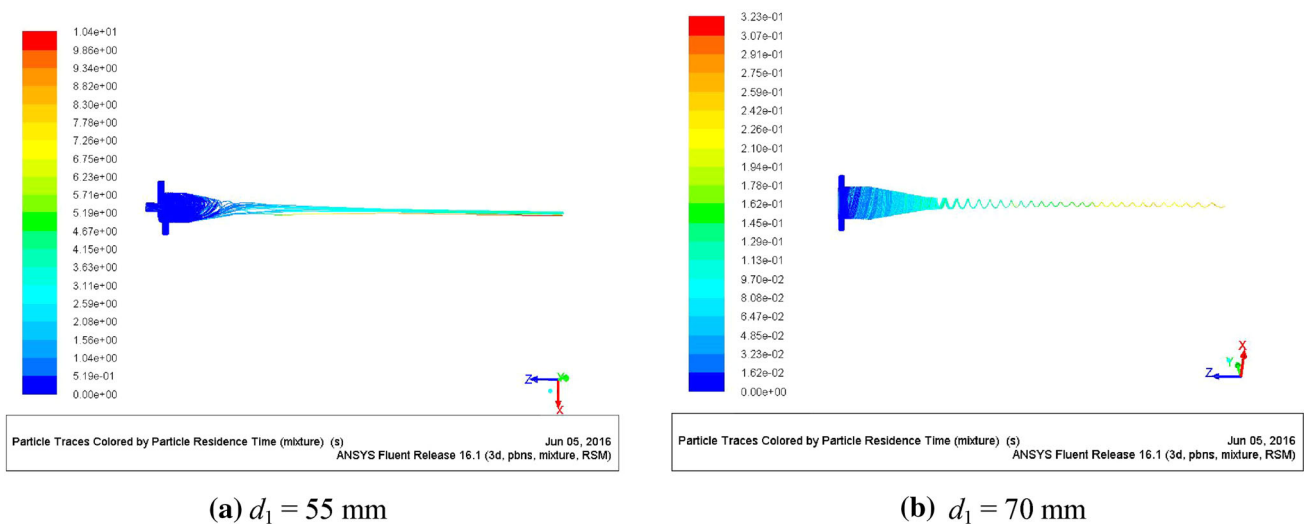 1.04e+01
9.86e+00
9.34e+00
8.82e+00
8.30e+00
7.78e+00
7.26e+00
6.75e+00
6.23e+00
5.71e+00
5.19e+00
4.67e+00
4.15e+00
3.63e+00
3.11e+00
2.59e+00
2.08e+00
1.56e+00
1.04e+00
5.19e-01
0.00e+00
Z
Y
X
Particle Traces Colored by Particle Residence Time (mixture) (s)
Jun 05, 2016
ANSYS Fluent Release 16.1 (3d, pbns, mixture, RSM)
(a) d1 = 55 mm
3.23e-01
3.07e-01
2.91e-01
2.75e-01
2.59e-01
2.42e-01
2.26e-01
2.10e-01
1.94e-01
1.78e-01
1.62e-01
1.45e-01
1.29e-01
1.13e-01
9.70e-02
8.08e-02
6.47e-02
4.85e-02
3.23e-02
1.62e-02
0.00e+00
X
Y
Z
Particle Traces Colored by Particle Residence Time (mixture) (s)
Jun 05, 2016
ANSYS Fluent Release 16.1 (3d, pbns, mixture, RSM)
(b) d1 = 70 mm